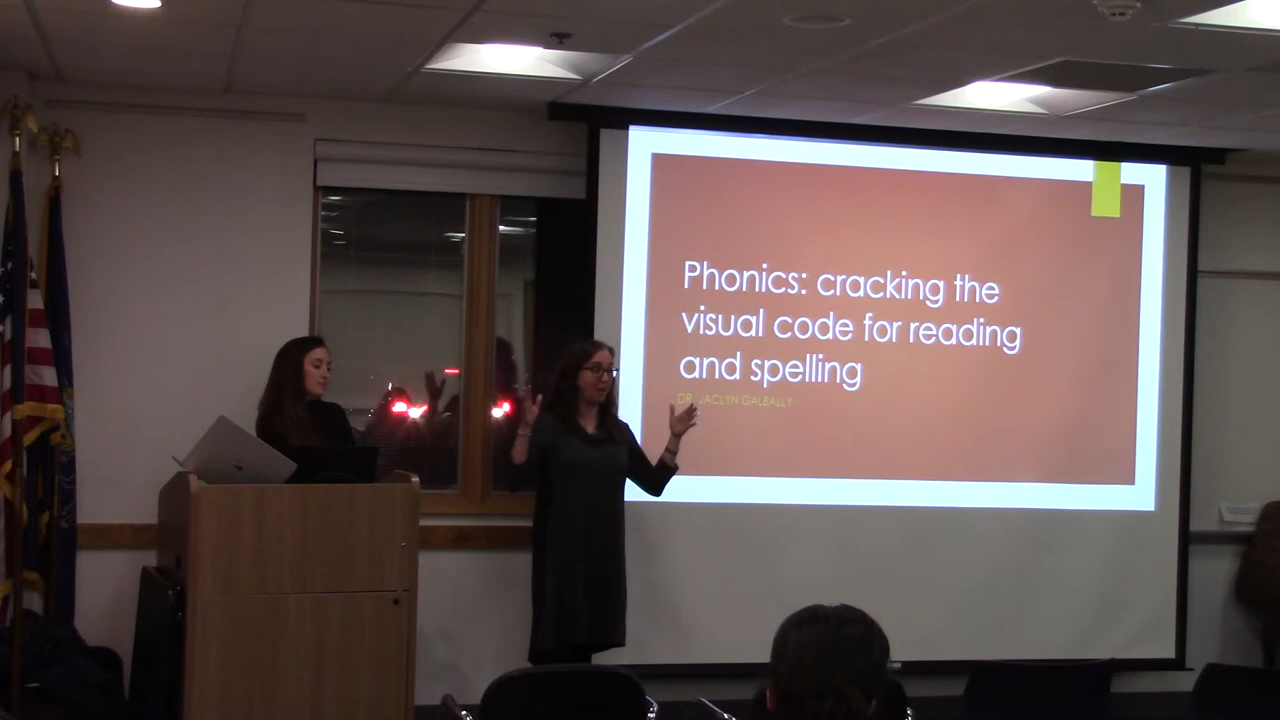 Phonics: cracking the
visual code for reading
and spelling
DR. JACLYN GALBALLY